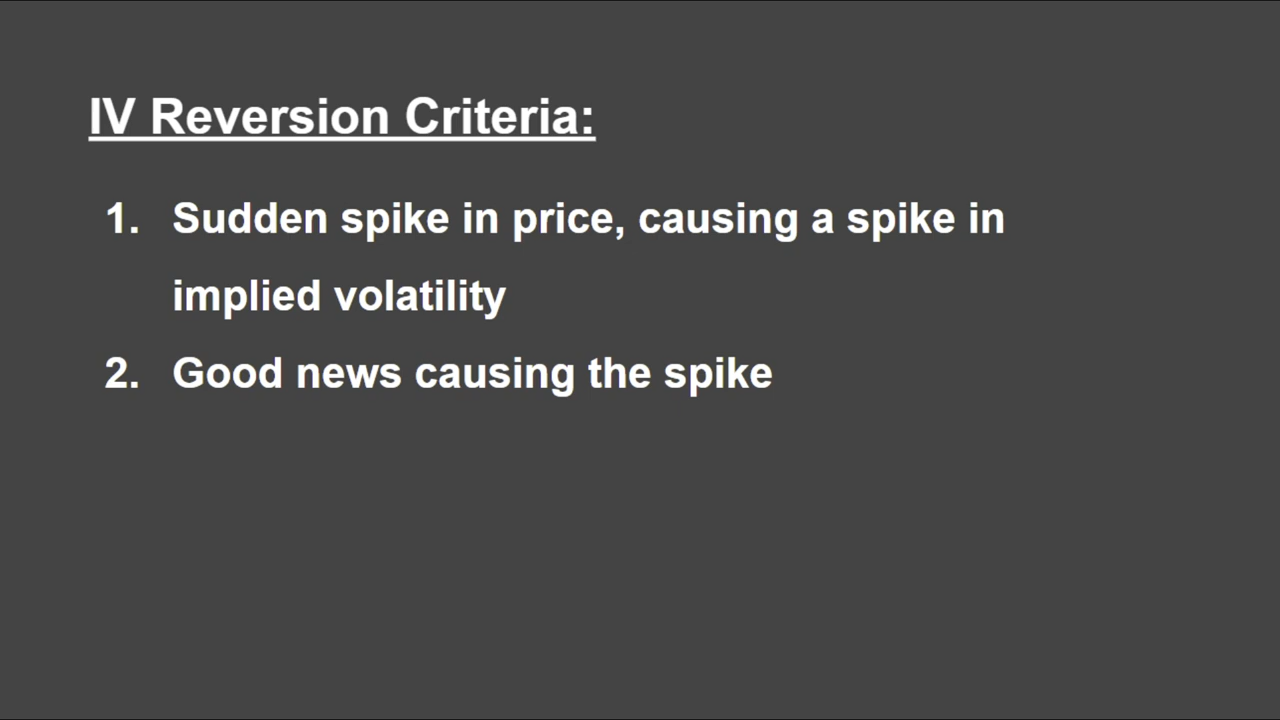 IV Reversion Criteria:
1. Sudden spike in price, causing a spike in
implied volatility
2. Good news causing the spike